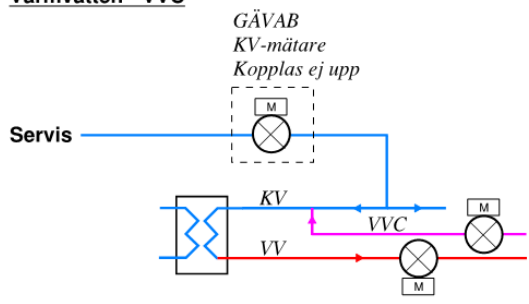 Varmvatten - VVC
GÄVAB
KV-mätare
Kopplas ej upp
M
Servis
KV
M
VVC
VV
M